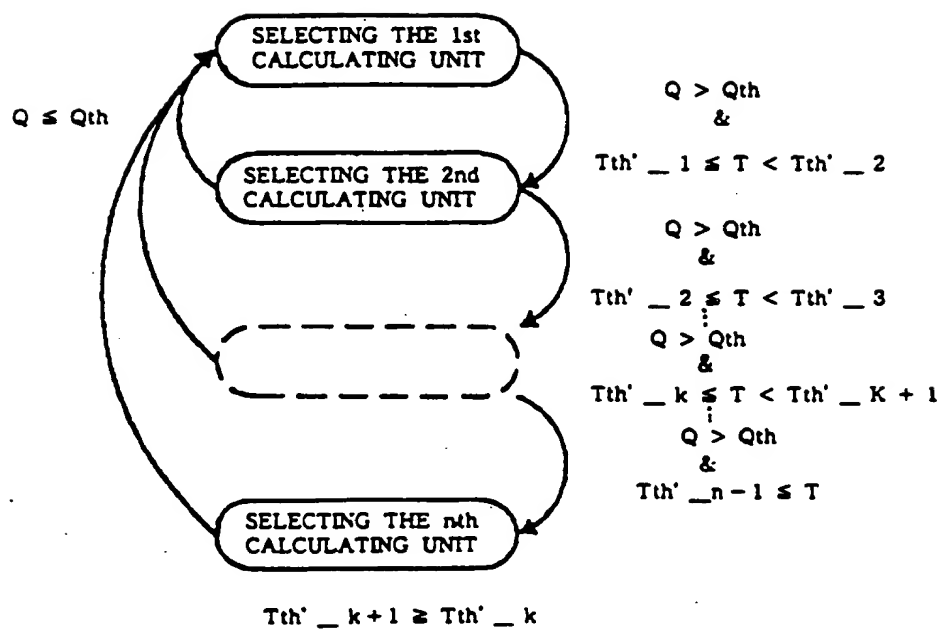 SELECTING THE 1st
CALCULATING UNIT
Q ≤ Qth
Q > Qth
&
Tth' _ 1 ≤ T < Tth' _ 2
SELECTING THE 2nd
CALCULATING UNIT
Q > Qth
&
Tth' _ 2 ≤ T < Tth' _ 3
Q > Qth
&
Tth' _ k ≤ T < Tth' _ K + 1
Q > Qth
&
Tth' _n-1 ≤ T
SELECTING THE nth
CALCULATING UNIT
Tth' _ k+1 ≥ Tth' _ k